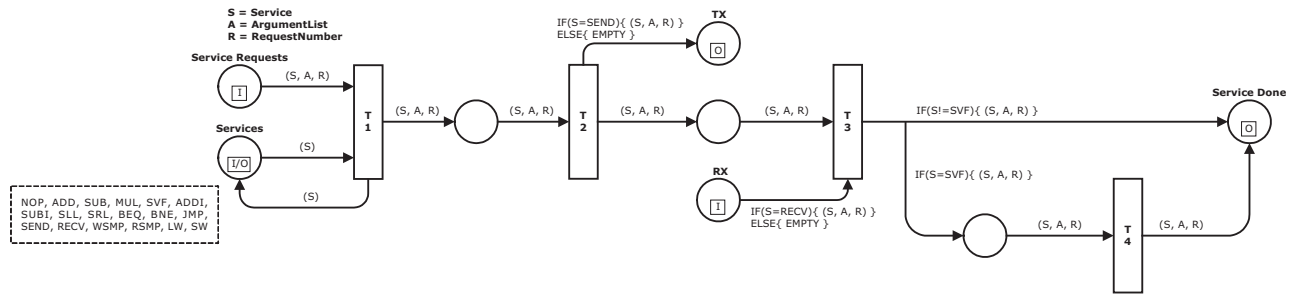 S = Service
A = ArgumentList
R = RequestNumber
Service Requests
I
(S, A, R)
Services
I/O
(S)
(S)
T
1
NOP, ADD, SUB, MUL, SVF, ADDI,
SUBI, SLL, SRL, BEQ, BNE, JMP,
SEND, RECV, WSMP, RSMP, LW, SW
(S, A, R)
(S, A, R)
T
2
IF(S=SEND){ (S, A, R) }
ELSE{ EMPTY }
TX
O
(S, A, R)
(S, A, R)
RX
I
IF(S=RECV){ (S, A, R) }
ELSE{ EMPTY }
T
3
IF(S!=SVF){ (S, A, R) }
IF(S=SVF){ (S, A, R) }
(S, A, R)
T
4
(S, A, R)
Service Done
O